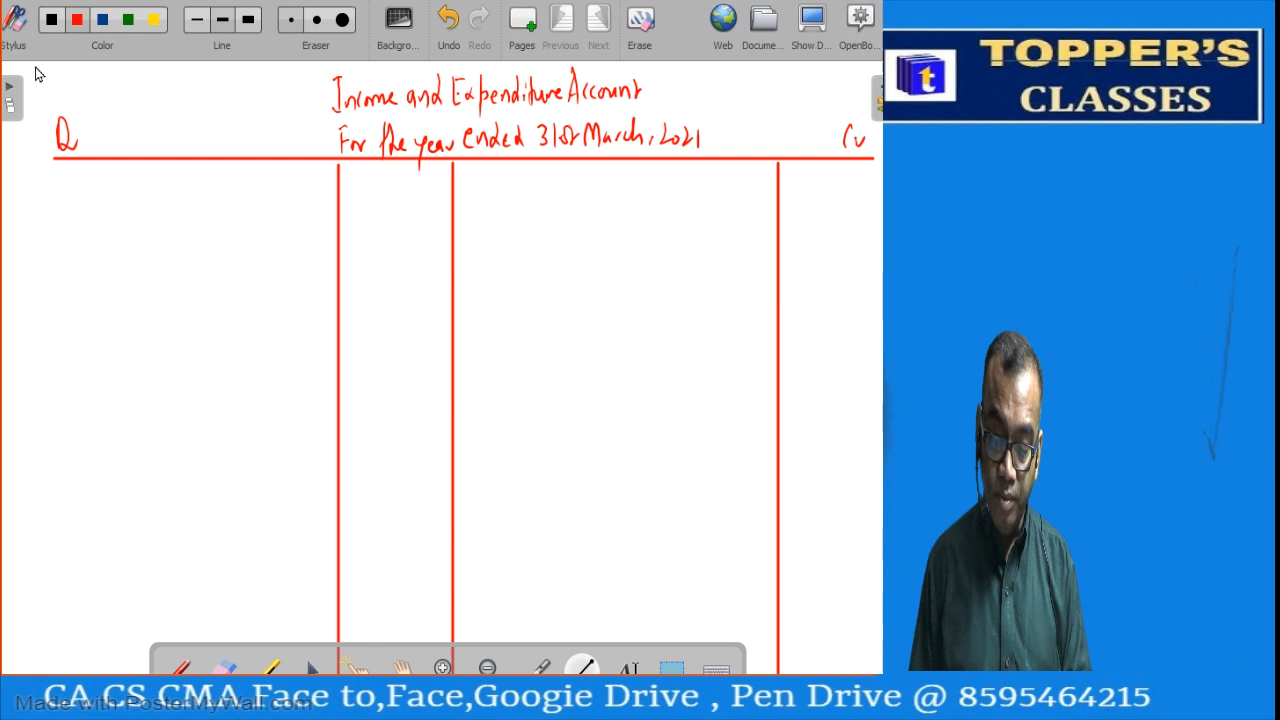 Stylus
Color
Line
Eraser
Backgro...
Undo
Redo
Pages
Previous
Next
Erase
Web
Docume...
Show D...
OpenBo...
Income and Expenditure Account
Dr
For the year ended 31st March, 2021
Cr
t
TOPPER'S
CLASSES
CA,CS,CMA Face to,Face,Googie Drive , Pen Drive @ 8595464215
Made with PosterMyWall.com